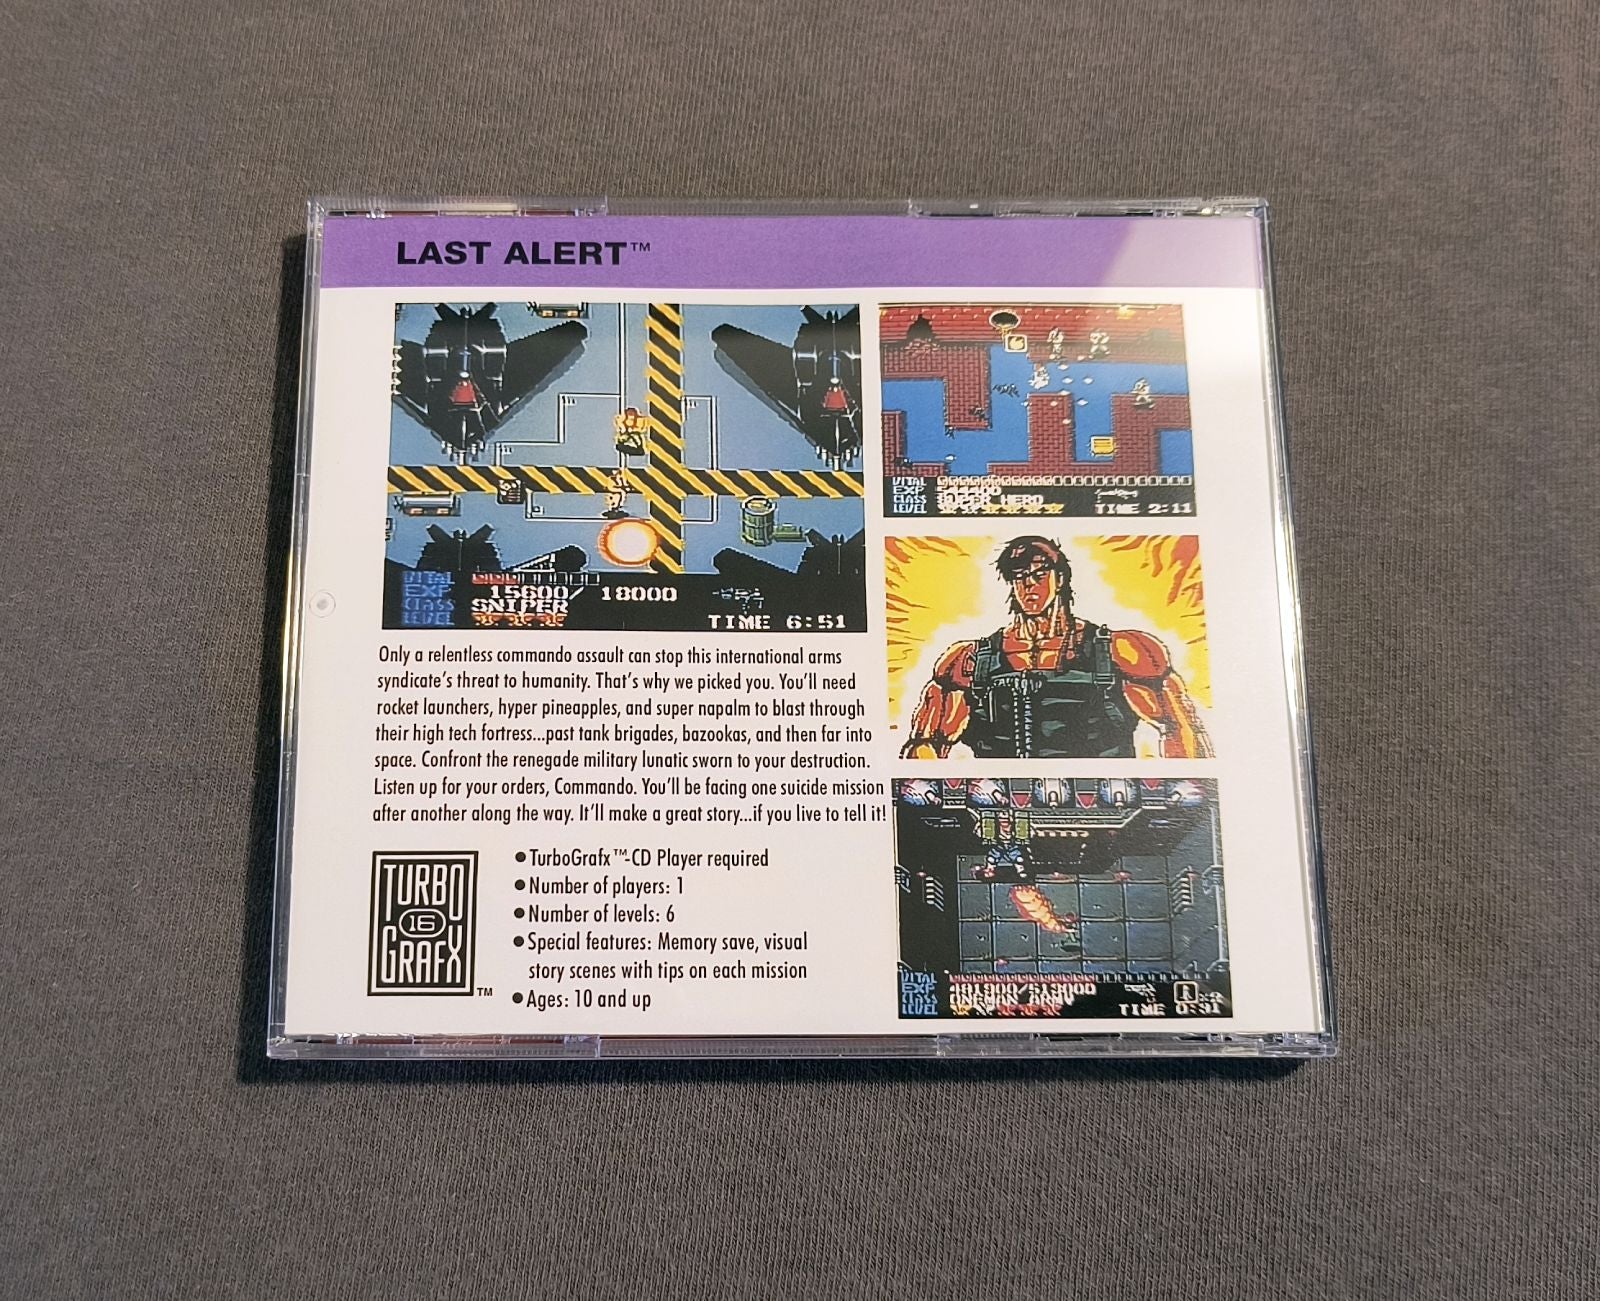 LAST ALERT™
VITAL
EXP 15600/ 18000
CLASS SNIPER
LEVEL
TIME 6:51
VITAL
EXP
CLASS SUPER HERO
LEVEL
TIME 2:11
Only a relentless commando assault can stop this international arms
syndicate's threat to humanity. That's why we picked you. You'll need
rocket launchers, hyper pineapples, and super napalm to blast through
their high tech fortress...past tank brigades, bazookas, and then far into
space. Confront the renegade military lunatic sworn to your destruction.
Listen up for your orders, Commando. You'll be facing one suicide mission
after another along the way. It'll make a great story...if you live to tell it!
TURBO
16
GRAFX™
●TurboGrafx™-CD Player required
●Number of players: 1
●Number of levels: 6
●Special features: Memory save, visual
story scenes with tips on each mission
●Ages: 10 and up
VITAL
EXP
CLASS ONEMAN ARMY
LEVEL
TIME